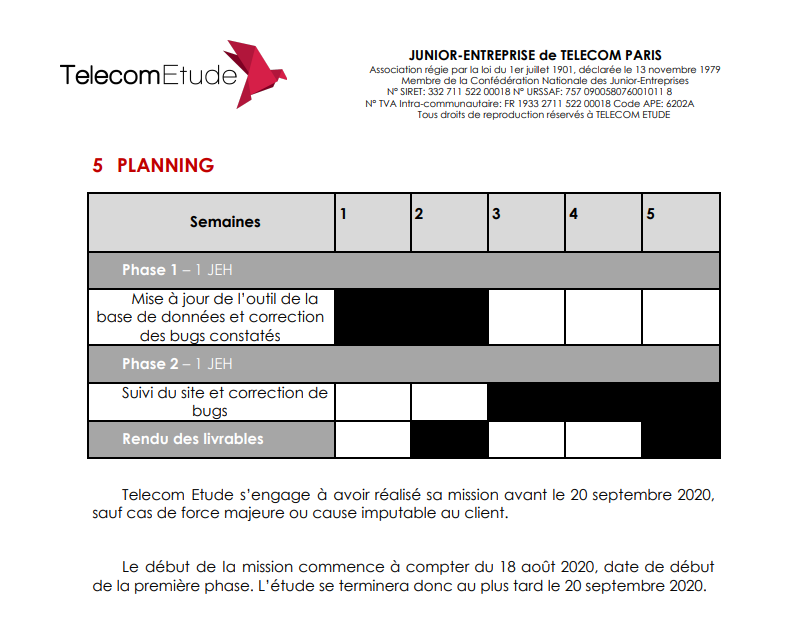 TelecomEtude
JUNIOR-ENTREPRISE de TELECOM PARIS
Association régie par la loi du 1er juillet 1901, déclarée le 13 novembre 1979
Membre de la Confédération Nationale des Junior-Entreprises
N° SIRET: 332 711 522 00018 N° URSSAF: 757 090058076001011 8
N° TVA Intra-communautaire: FR 1933 2711 522 00018 Code APE: 6202A
Tous droits de reproduction réservés à TELECOM ETUDE
5 PLANNING
Semaines 1 2 3 4 5
Phase 1 – 1 JEH
Mise à jour de l’outil de la
base de données et correction
des bugs constatés
Phase 2 – 1 JEH
Suivi du site et correction de
bugs
Rendu des livrables
Telecom Etude s’engage à avoir réalisé sa mission avant le 20 septembre 2020,
sauf cas de force majeure ou cause imputable au client.
Le début de la mission commence à compter du 18 août 2020, date de début
de la première phase. L’étude se terminera donc au plus tard le 20 septembre 2020.